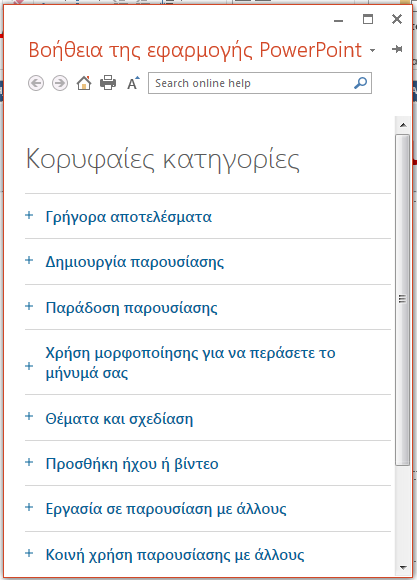 Βοήθεια της εφαρμογής PowerPoint
A
Search online help
Κορυφαίες κατηγορίες
Γρήγορα αποτελέσματα
Δημιουργία παρουσίασης
Παράδοση παρουσίασης
Χρήση μορφοποίησης για να περάσετε το
μήνυμά σας
Θέματα και σχεδίαση
Προσθήκη ήχου ή βίντεο
Εργασία σε παρουσίαση με άλλους
Κοινή χρήση παρουσίασης με άλλους